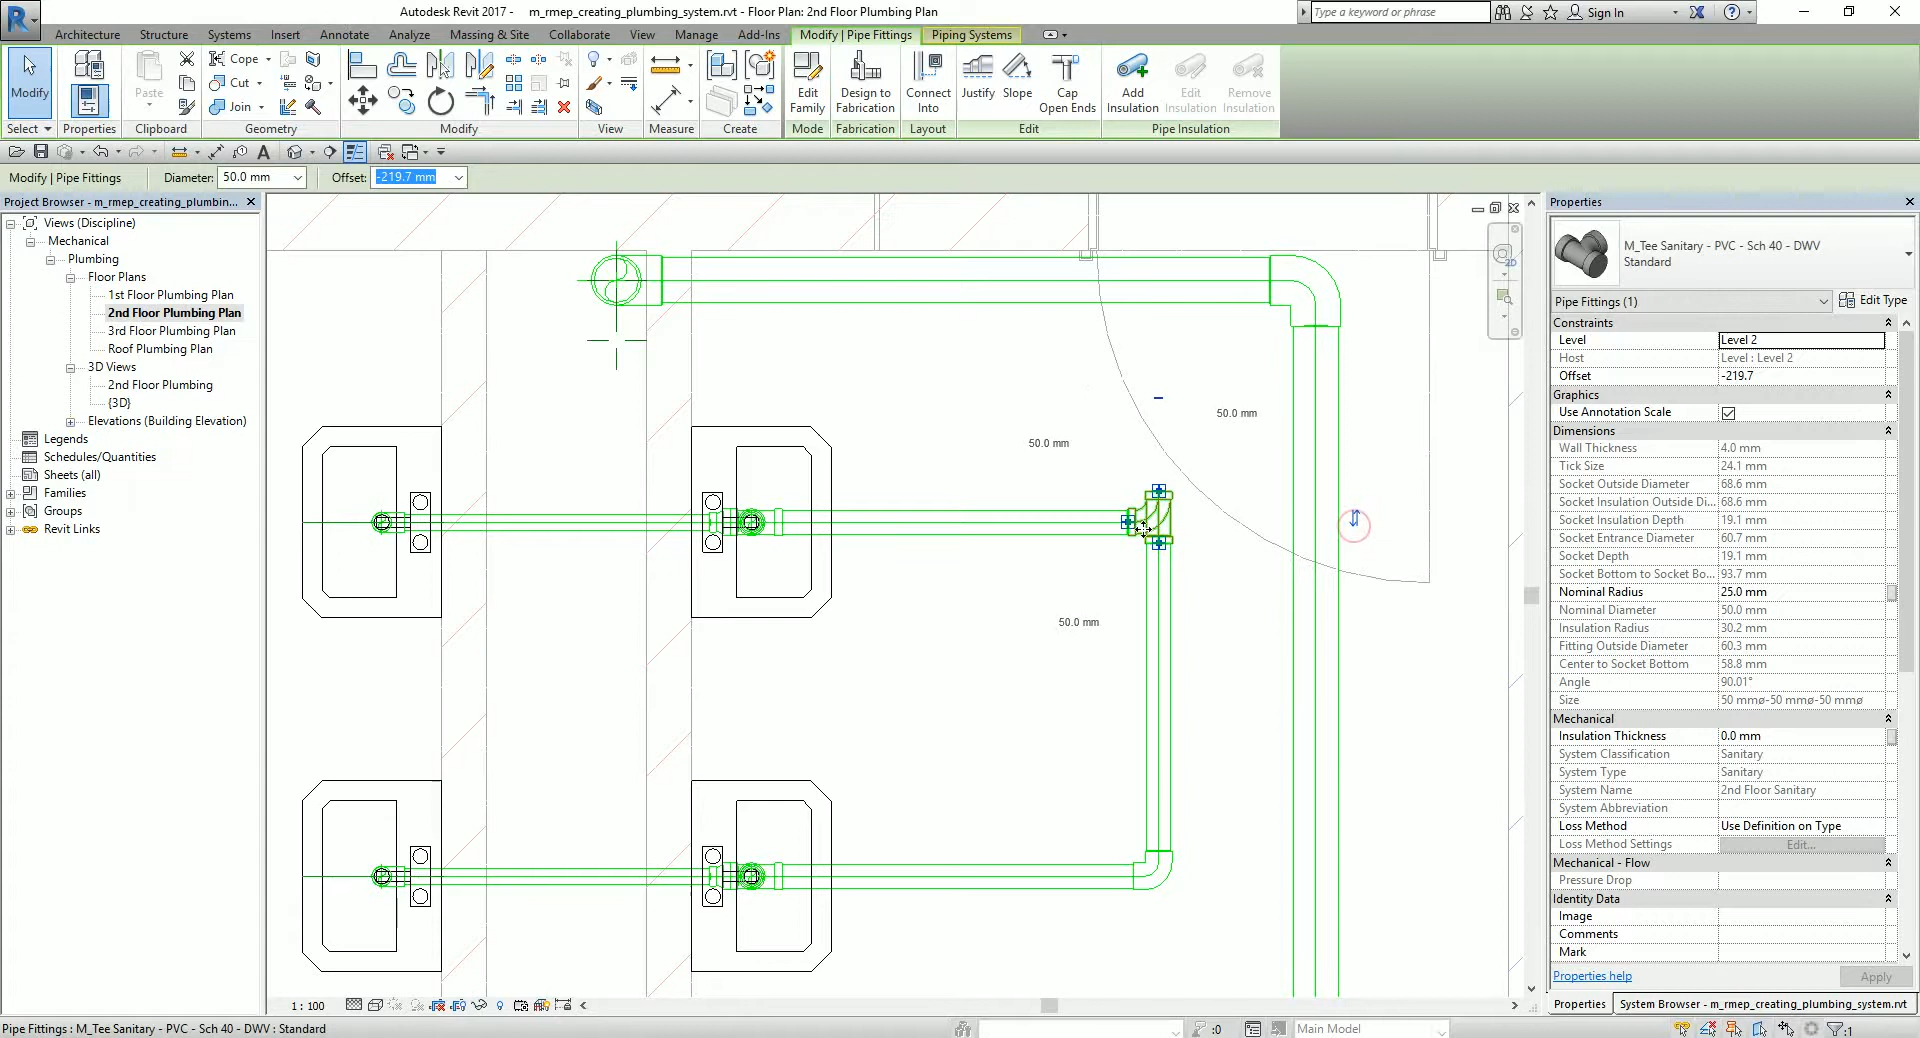 Autodesk Revit 2017 - m_rmep_creating_plumbing_system.rvt - Floor Plan: 2nd Floor Plumbing Plan
Type a keyword or phrase
Sign In
Architecture Structure Systems Insert Annotate Analyze Massing & Site Collaborate View Manage Add-Ins Modify | Pipe Fittings Piping Systems
Modify
Paste
Cope
Cut
Join
Edit Family
Design to Fabrication
Connect Into
Justify
Slope
Cap Open Ends
Add Insulation
Edit Insulation
Remove Insulation
Select Properties Clipboard Geometry Modify View Measure Create Mode Fabrication Layout Edit Pipe Insulation
Modify | Pipe Fittings Diameter: 50.0 mm Offset: -219.7 mm
Project Browser - m_rmep_creating_plumbin...
Views (Discipline)
Mechanical
Plumbing
Floor Plans
1st Floor Plumbing Plan
2nd Floor Plumbing Plan
3rd Floor Plumbing Plan
Roof Plumbing Plan
3D Views
2nd Floor Plumbing
{3D}
Elevations (Building Elevation)
Legends
Schedules/Quantities
Sheets (all)
Families
Groups
Revit Links
2D
50.0 mm
50.0 mm
50.0 mm
Properties
M_Tee Sanitary - PVC - Sch 40 - DWV
Standard
Pipe Fittings (1) Edit Type
Constraints
Level Level 2
Host Level : Level 2
Offset -219.7
Graphics
Use Annotation Scale
Dimensions
Wall Thickness 4.0 mm
Tick Size 24.1 mm
Socket Outside Diameter 68.6 mm
Socket Insulation Outside Di... 68.6 mm
Socket Insulation Depth 19.1 mm
Socket Entrance Diameter 60.7 mm
Socket Depth 19.1 mm
Socket Bottom to Socket Bo... 93.7 mm
Nominal Radius 25.0 mm
Nominal Diameter 50.0 mm
Insulation Radius 30.2 mm
Fitting Outside Diameter 60.3 mm
Center to Socket Bottom 58.8 mm
Angle 90.01°
Size 50 mmø-50 mmø-50 mmø
Mechanical
Insulation Thickness 0.0 mm
System Classification Sanitary
System Type Sanitary
System Name 2nd Floor Sanitary
System Abbreviation
Loss Method Use Definition on Type
Loss Method Settings Edit...
Mechanical - Flow
Pressure Drop
Identity Data
Image
Comments
Mark
Properties help Apply
Properties System Browser - m_rmep_creating_plumbing_system.rvt
1 : 100
Pipe Fittings : M_Tee Sanitary - PVC - Sch 40 - DWV : Standard
:0
Main Model
:1